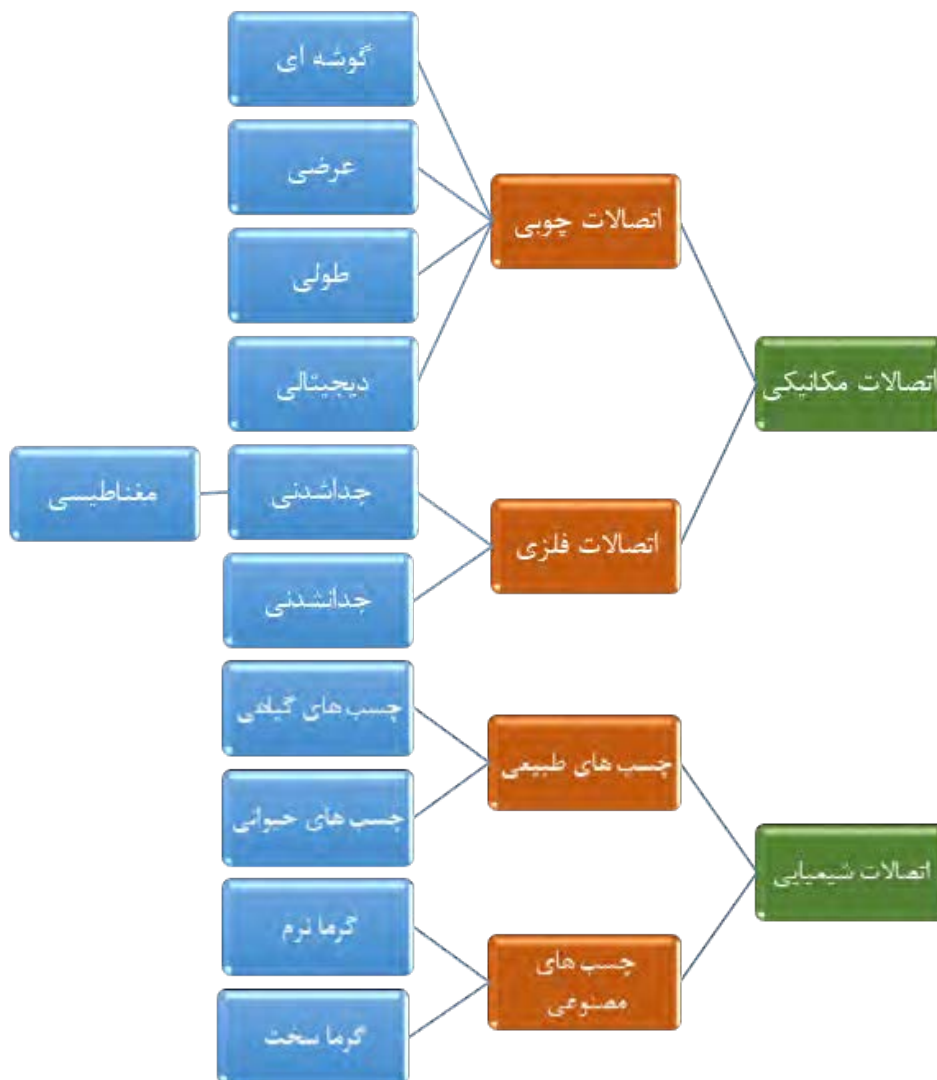 اتصالات مکانیکی
اتصالات چوبی
گوشه ای
عرضی
طولی
دیجیتالی
اتصالات فلزی
جداشدنی
مغناطیسی
جدانشدنی
اتصالات شیمیایی
چسب های طبیعی
چسب های گیاهی
چسب های حیوانی
چسب های
مصنوعی
گرما نرم
گرما سخت